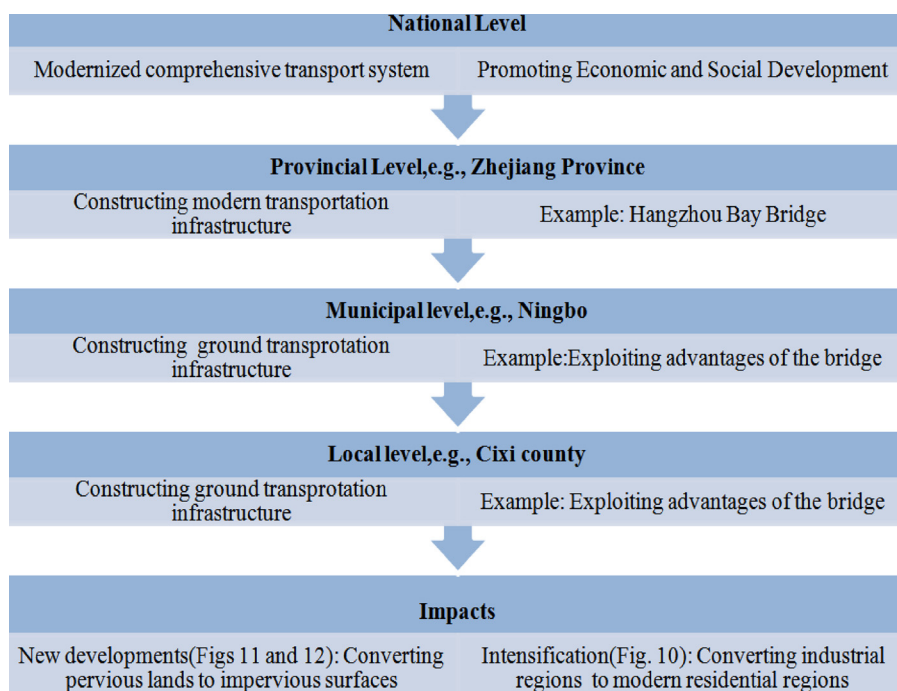 National Level
Modernized comprehensive transport system
Promoting Economic and Social Development
Provincial Level,e.g., Zhejiang Province
Constructing modern transportation
infrastructure
Example: Hangzhou Bay Bridge
Municipal level,e.g., Ningbo
Constructing ground transprotation
infrastructure
Example:Exploiting advantages of the bridge
Local level,e.g., Cixi county
Constructing ground transprotation
infrastructure
Example: Exploiting advantages of the bridge
Impacts
New developments(Figs 11 and 12): Converting
pervious lands to impervious surfaces
Intensification(Fig. 10): Converting industrial
regions to modern residential regions